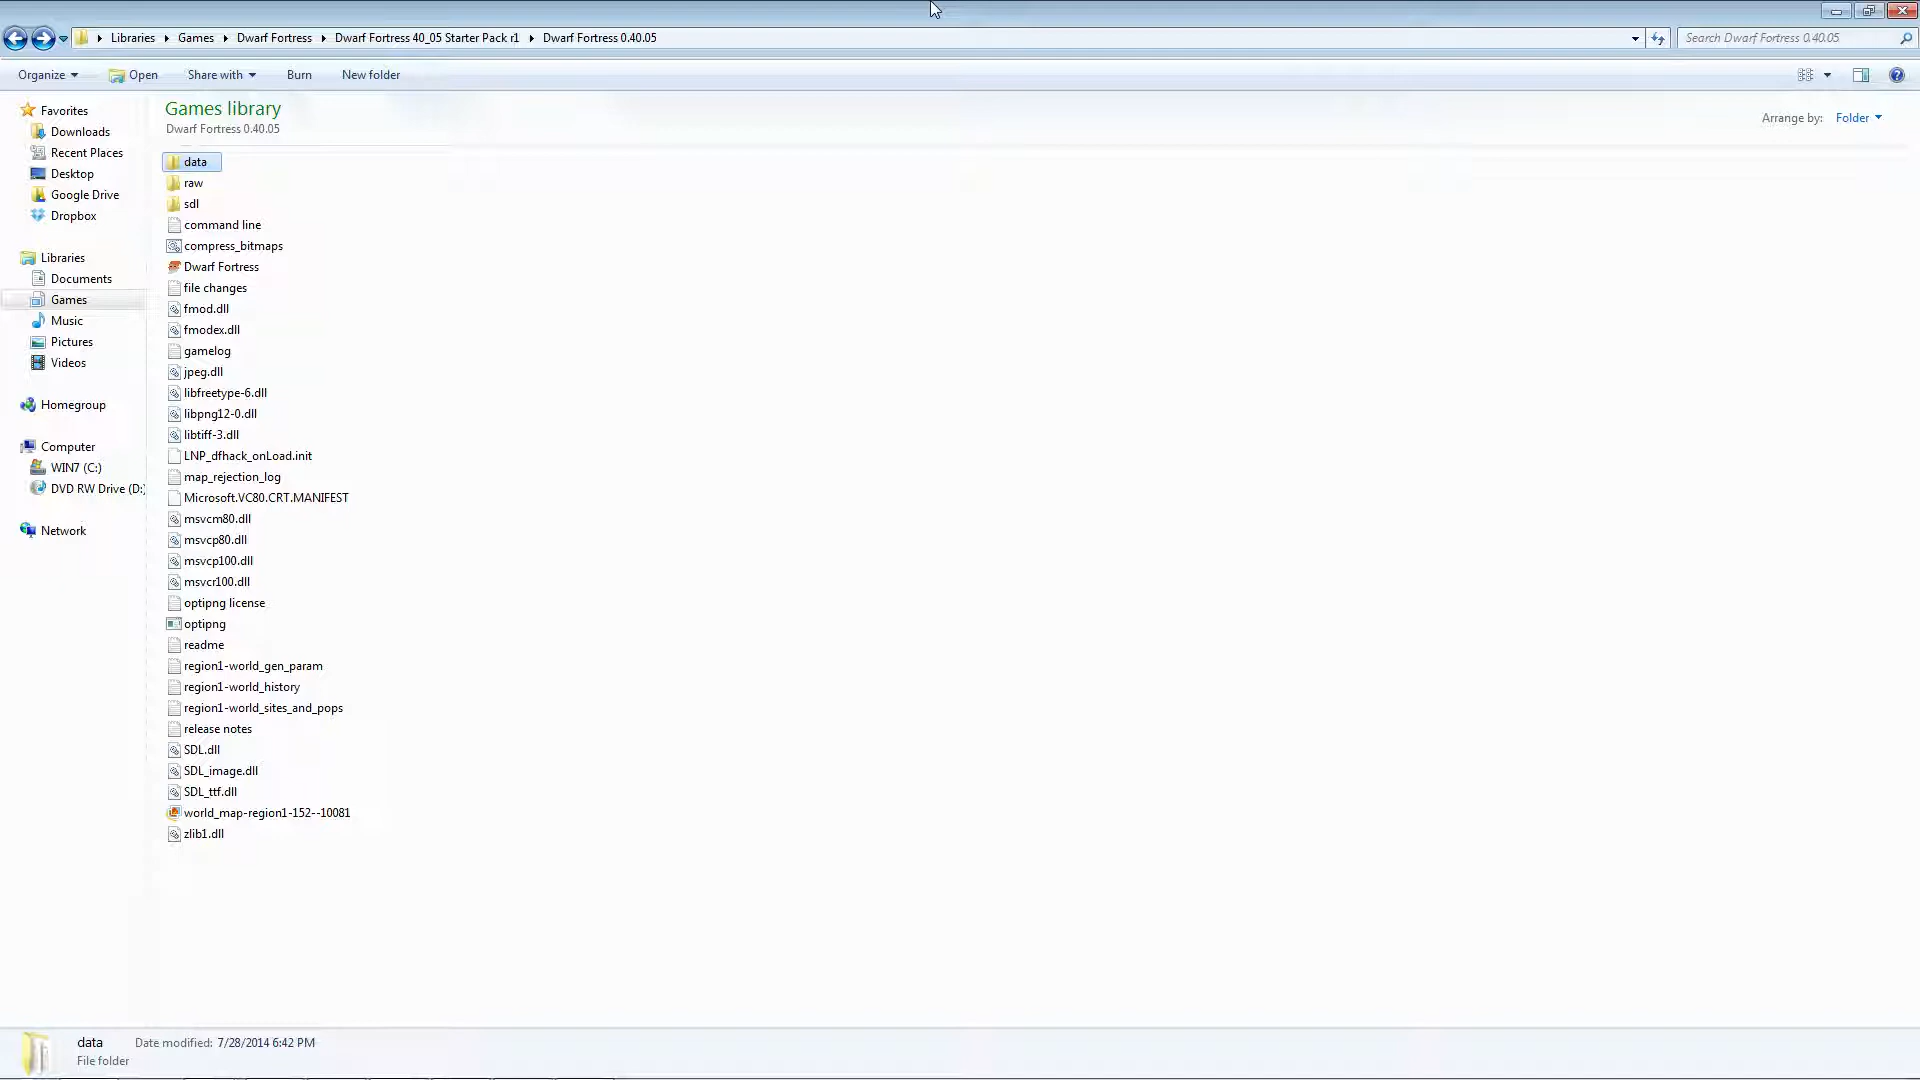 Libraries Games Dwarf Fortress Dwarf Fortress 40_05 Starter Pack r1 Dwarf Fortress 0.40.05 Search Dwarf Fortress 0.40.05
Organize Open Share with Burn New folder
Games library
Dwarf Fortress 0.40.05
Arrange by: Folder
Favorites
Downloads
Recent Places
Desktop
Google Drive
Dropbox
Libraries
Documents
Games
Music
Pictures
Videos
Homegroup
Computer
WIN7 (C:)
DVD RW Drive (D:)
Network
data
raw
sdl
command line
compress_bitmaps
Dwarf Fortress
file changes
fmod.dll
fmodex.dll
gamelog
jpeg.dll
libfreetype-6.dll
libpng12-0.dll
libtiff-3.dll
LNP_dfhack_onLoad.init
map_rejection_log
Microsoft.VC80.CRT.MANIFEST
msvcm80.dll
msvcp80.dll
msvcp100.dll
msvcr100.dll
optipng license
optipng
readme
region1-world_gen_param
region1-world_history
region1-world_sites_and_pops
release notes
SDL.dll
SDL_image.dll
SDL_ttf.dll
world_map-region1-152--10081
zlib1.dll
data Date modified: 7/28/2014 6:42 PM
File folder